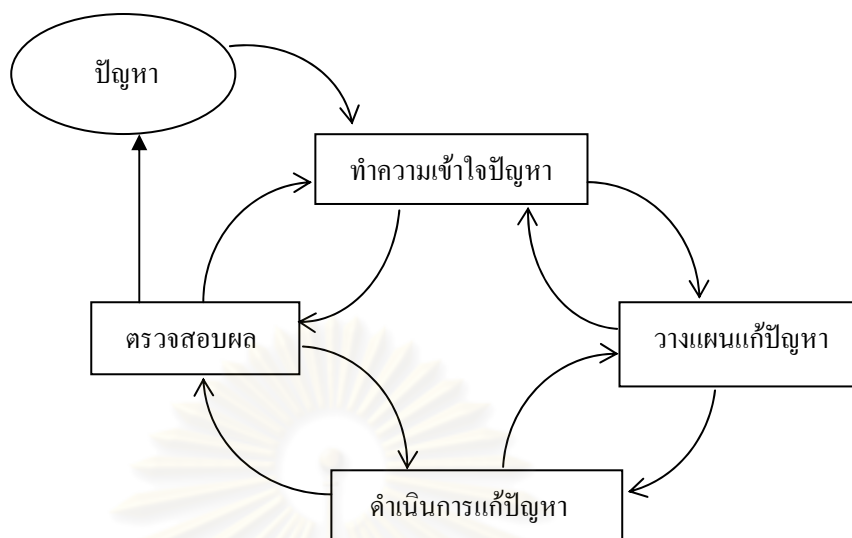 ปัญหา
ทำความเข้าใจปัญหา
ตรวจสอบผล
วางแผนแก้ปัญหา
ดำเนินการแก้ปัญหา